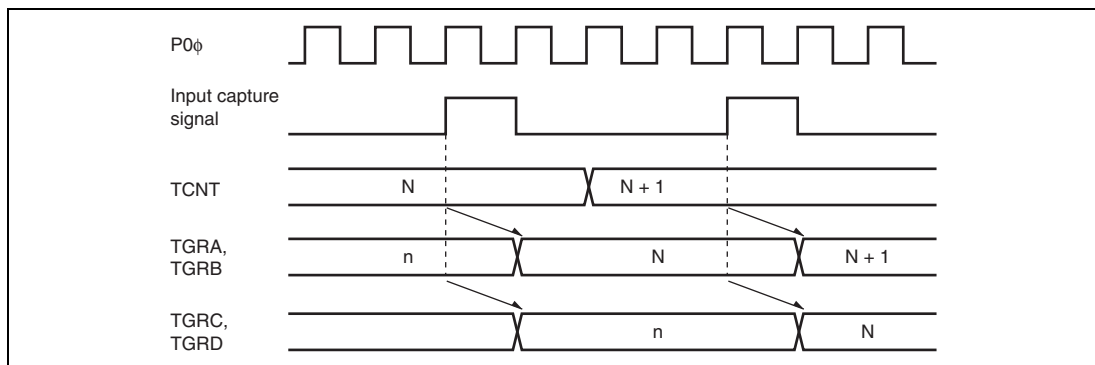 P0ϕ
Input capture
signal
TCNT
N
N + 1
TGRA,
TGRB
n
N
N + 1
TGRC,
TGRD
n
N